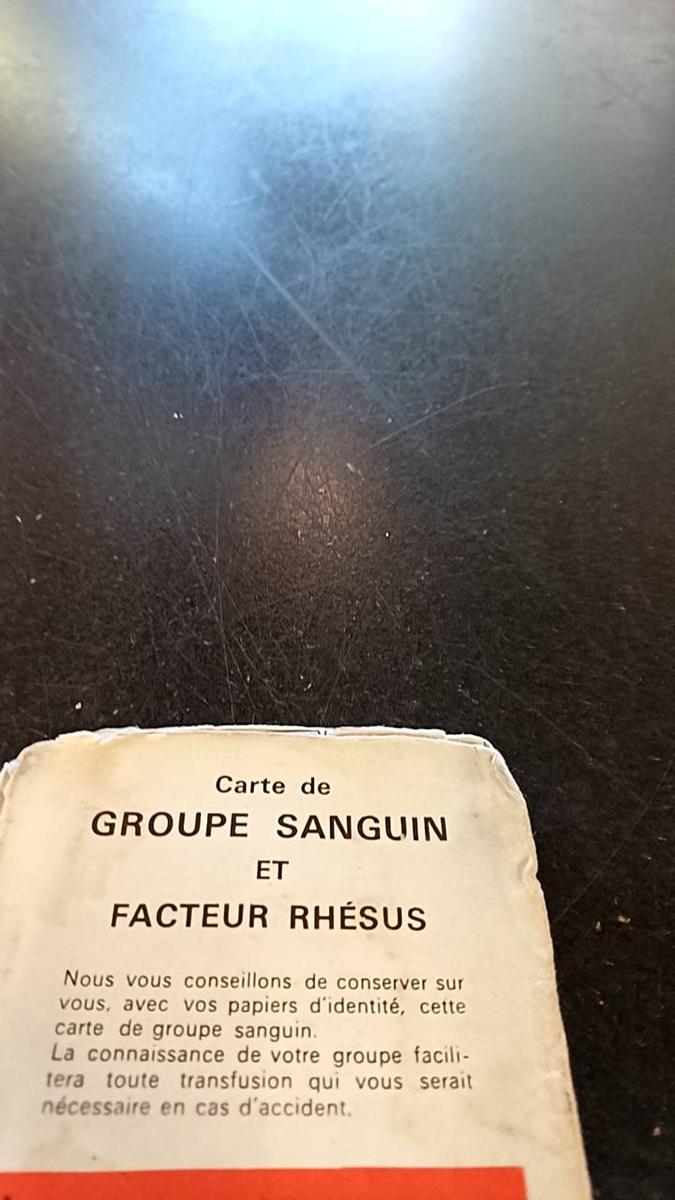 Carte de
GROUPE SANGUIN
ET
FACTEUR RHÉSUS
Nous vous conseillons de conserver sur
vous, avec vos papiers d'identité, cette
carte de groupe sanguin.
La connaissance de votre groupe facili-
tera toute transfusion qui vous serait
nécessaire en cas d'accident.